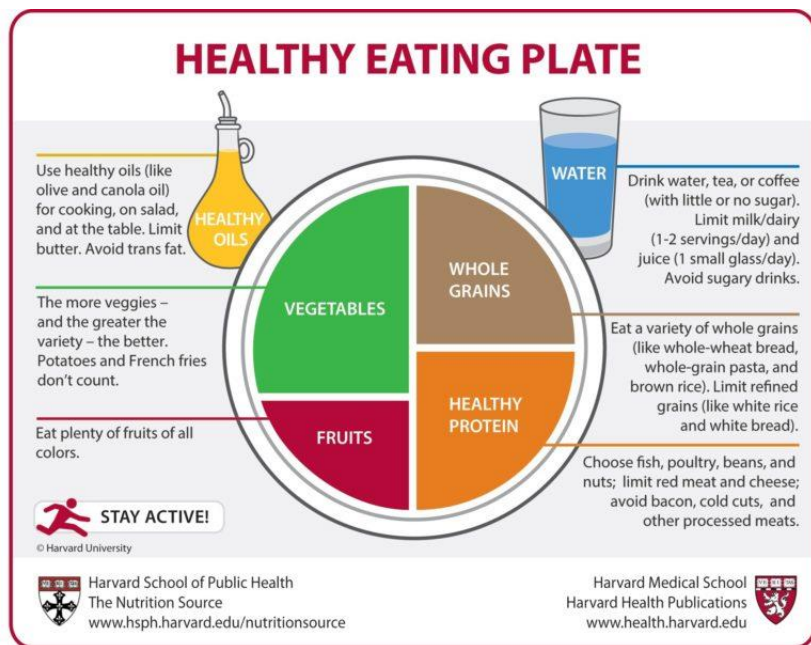 HEALTHY EATING PLATE
Use healthy oils (like
olive and canola oil)
for cooking, on salad,
and at the table. Limit
butter. Avoid trans fat.
HEALTHY
OILS
The more veggies –
and the greater the
variety – the better.
Potatoes and French fries
don’t count.
Eat plenty of fruits of all
colors.
VEGETABLES
FRUITS
WHOLE
GRAINS
HEALTHY
PROTEIN
WATER
Drink water, tea, or coffee
(with little or no sugar).
Limit milk/dairy
(1-2 servings/day) and
juice (1 small glass/day).
Avoid sugary drinks.
Eat a variety of whole grains
(like whole-wheat bread,
whole-grain pasta, and
brown rice). Limit refined
grains (like white rice
and white bread).
Choose fish, poultry, beans, and
nuts; limit red meat and cheese;
avoid bacon, cold cuts, and
other processed meats.
STAY ACTIVE!
© Harvard University
Harvard School of Public Health
The Nutrition Source
www.hsph.harvard.edu/nutritionsource
Harvard Medical School
Harvard Health Publications
www.health.harvard.edu